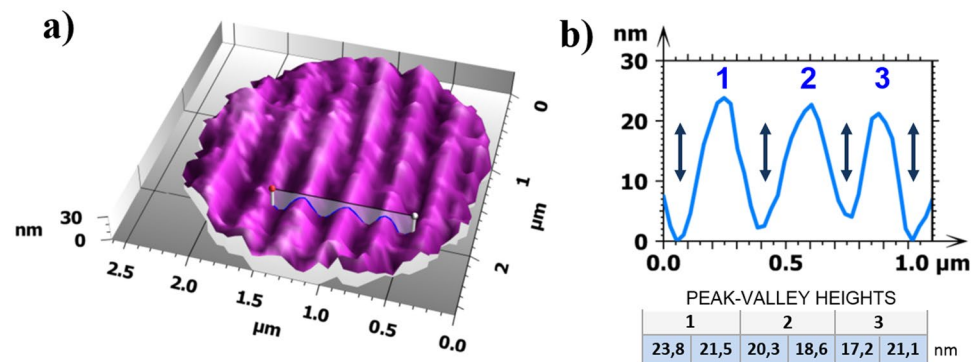 a)
nm
30
0
2.5
2.0
1.5
1.0
0.5
0.0
µm
0
1
2
µm
b)
nm
30
20
10
0
1 2 3
0.0 0.5 1.0 µm
PEAK-VALLEY HEIGHTS
1 2 3
23,8 21,5 20,3 18,6 17,2 21,1 nm